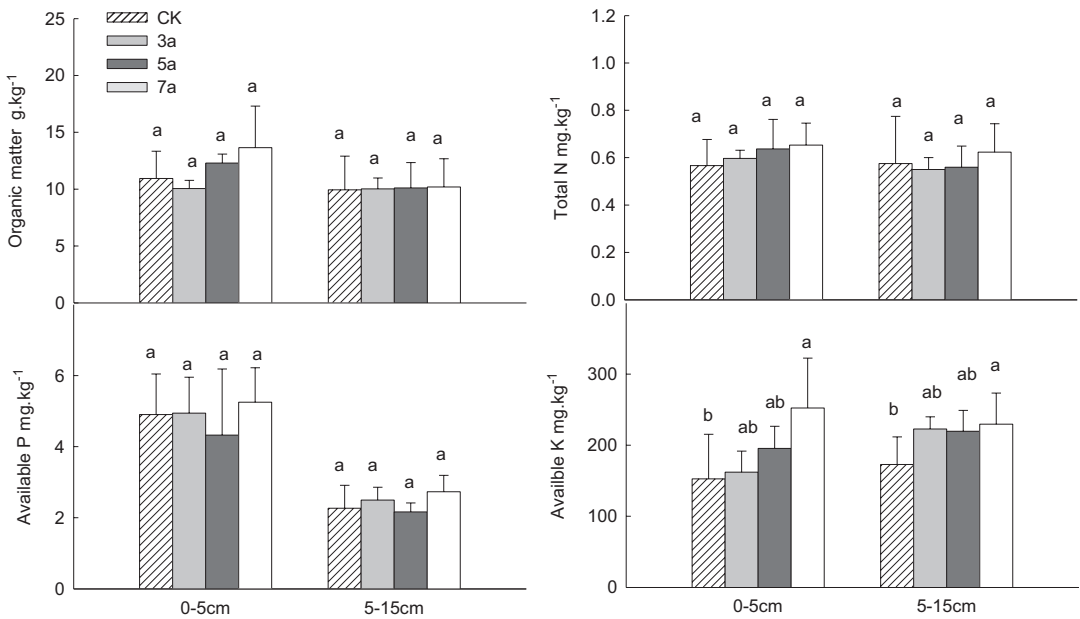 Organic matter g.kg-1
25
20
15
10
5
0
CK
3a
5a
7a
a
a
a
a
a
a
a
a
Total N mg.kg-1
1.2
1.0
0.8
0.6
0.4
0.2
0.0
a
a
a
a
a
a
a
a
Available P mg.kg-1
6
4
2
0
a
a
a
a
a
a
a
a
0-5cm
5-15cm
Availble K mg.kg-1
300
200
100
0
b
ab
ab
a
b
ab
ab
a
0-5cm
5-15cm